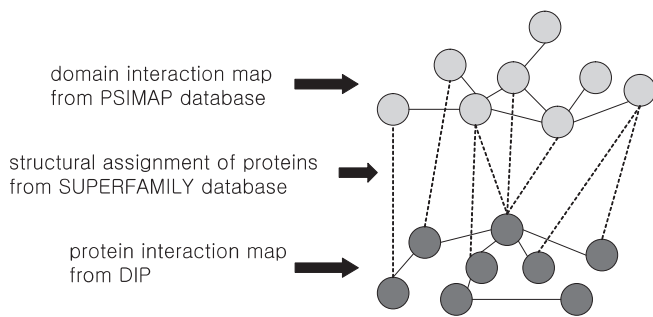 domain interaction map
from PSIMAP database
structural assignment of proteins
from SUPERFAMILY database
protein interaction map
from DIP